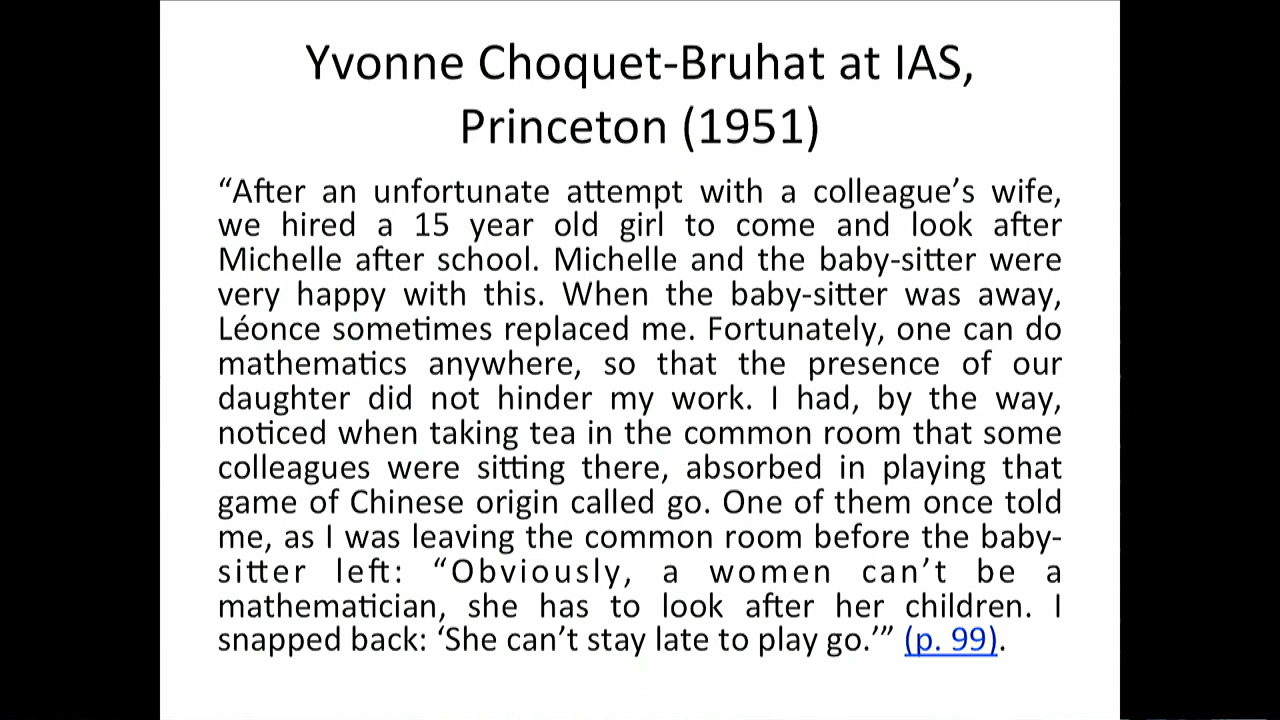 Yvonne Choquet-Bruhat at IAS,
Princeton (1951)
“After an unfortunate attempt with a colleague’s wife,
we hired a 15 year old girl to come and look after
Michelle after school. Michelle and the baby-sitter were
very happy with this. When the baby-sitter was away,
Léonce sometimes replaced me. Fortunately, one can do
mathematics anywhere, so that the presence of our
daughter did not hinder my work. I had, by the way,
noticed when taking tea in the common room that some
colleagues were sitting there, absorbed in playing that
game of Chinese origin called go. One of them once told
me, as I was leaving the common room before the baby-
sitter left: “Obviously, a women can’t be a
mathematician, she has to look after her children. I
snapped back: ‘She can’t stay late to play go.’” (p. 99).